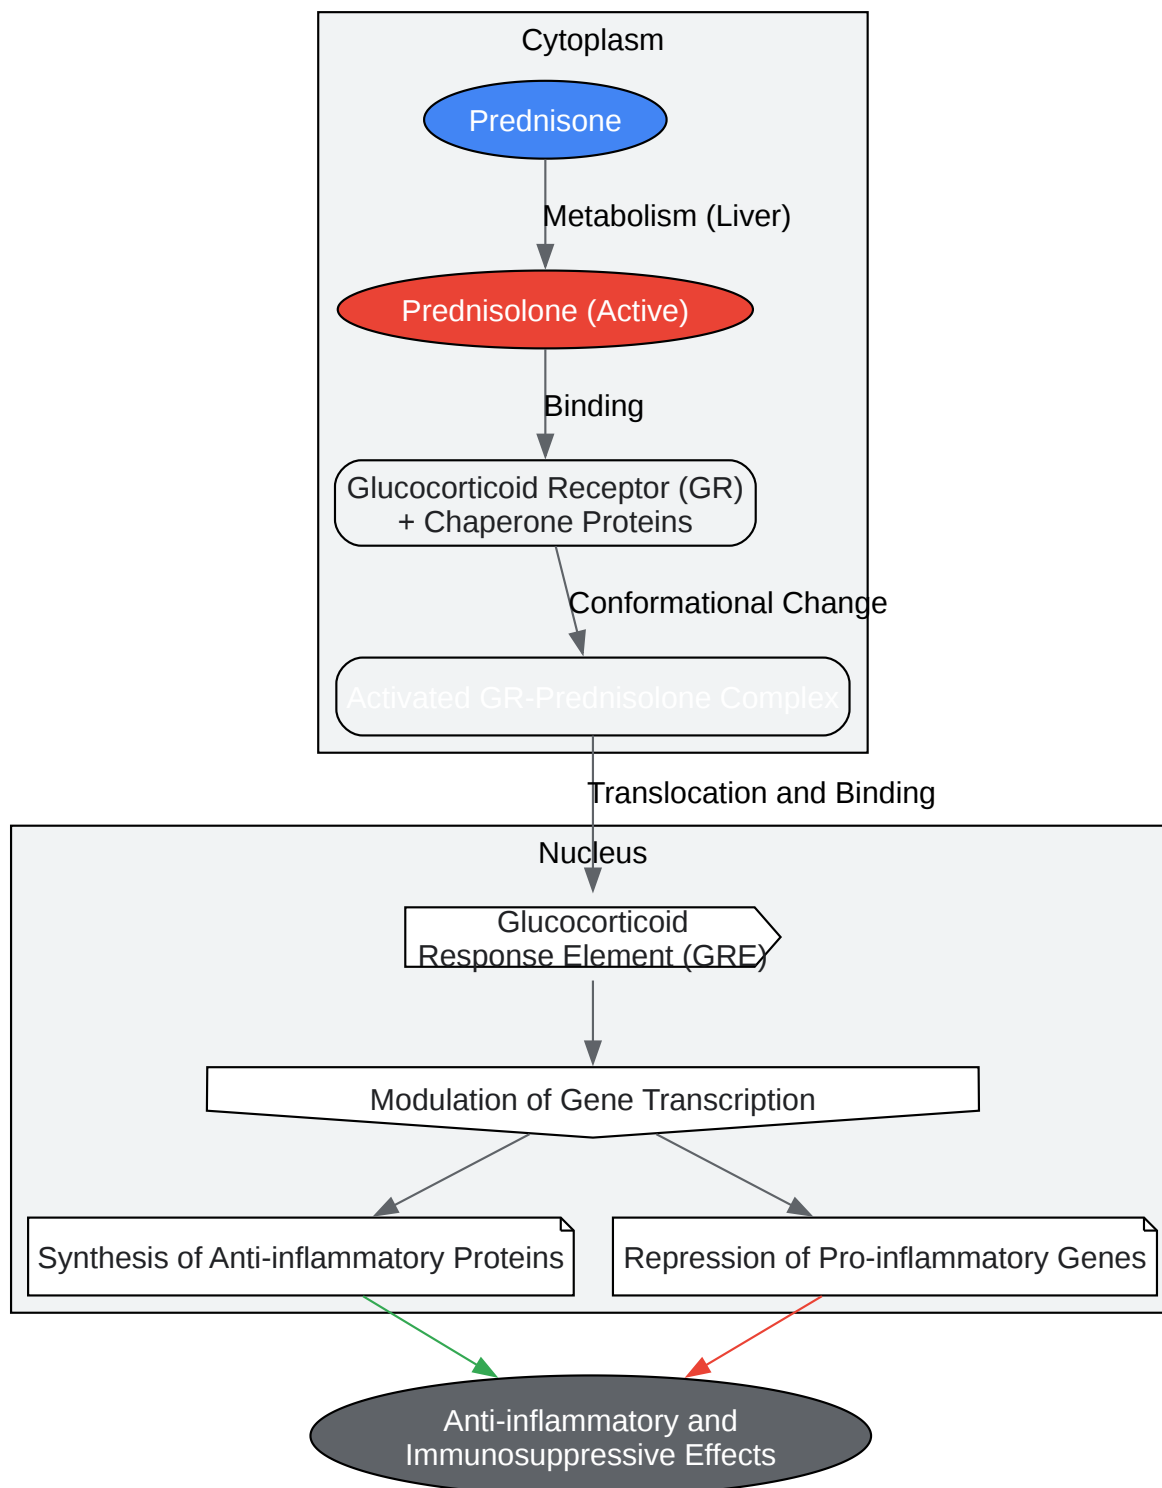 Cytoplasm
Prednisone
Metabolism (Liver)
Prednisolone (Active)
Binding
Glucocorticoid Receptor (GR)
+ Chaperone Proteins
Conformational Change
Activated GR-Prednisolone Complex
Translocation and Binding
Nucleus
Glucocorticoid
Response Element (GRE)
Modulation of Gene Transcription
Synthesis of Anti-inflammatory Proteins
Repression of Pro-inflammatory Genes
Anti-inflammatory and
Immunosuppressive Effects